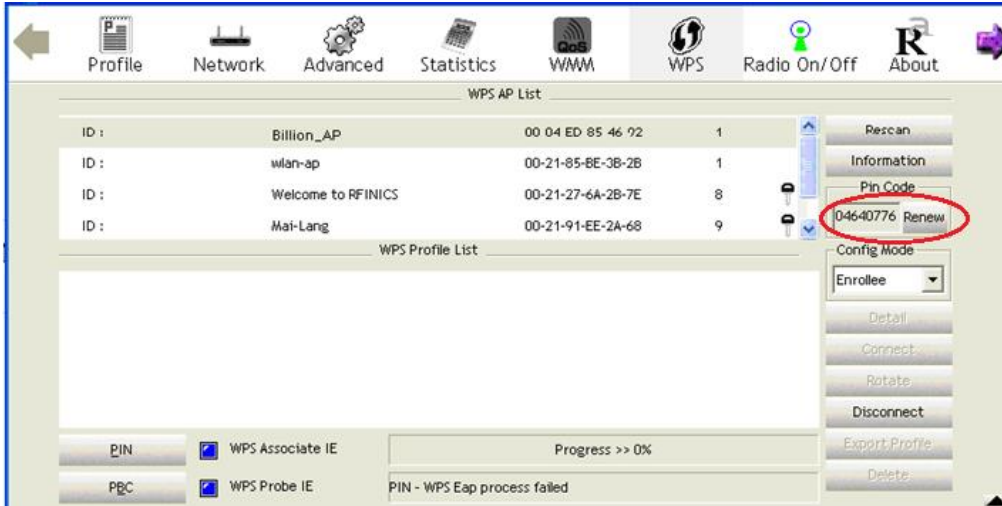 Profile Network Advanced Statistics QoS WMM WPS Radio On/Off About
WPS AP List
ID : Billion_AP 00 04 ED 85 46 92 1
Rescan
ID : wlan-ap 00-21-85-BE-3B-2B 1
Information
ID : Welcome to RFINICS 00-21-27-6A-2B-7E 8
Pin Code
04640776 Renew
ID : Mai-Lang 00-21-91-EE-2A-68 9
WPS Profile List
Config Mode
Enrollee
Detail
Connect
Rotate
Disconnect
PIN WPS Associate IE Progress >> 0% Export Profile
PBC WPS Probe IE PIN - WPS Eap process failed Delete